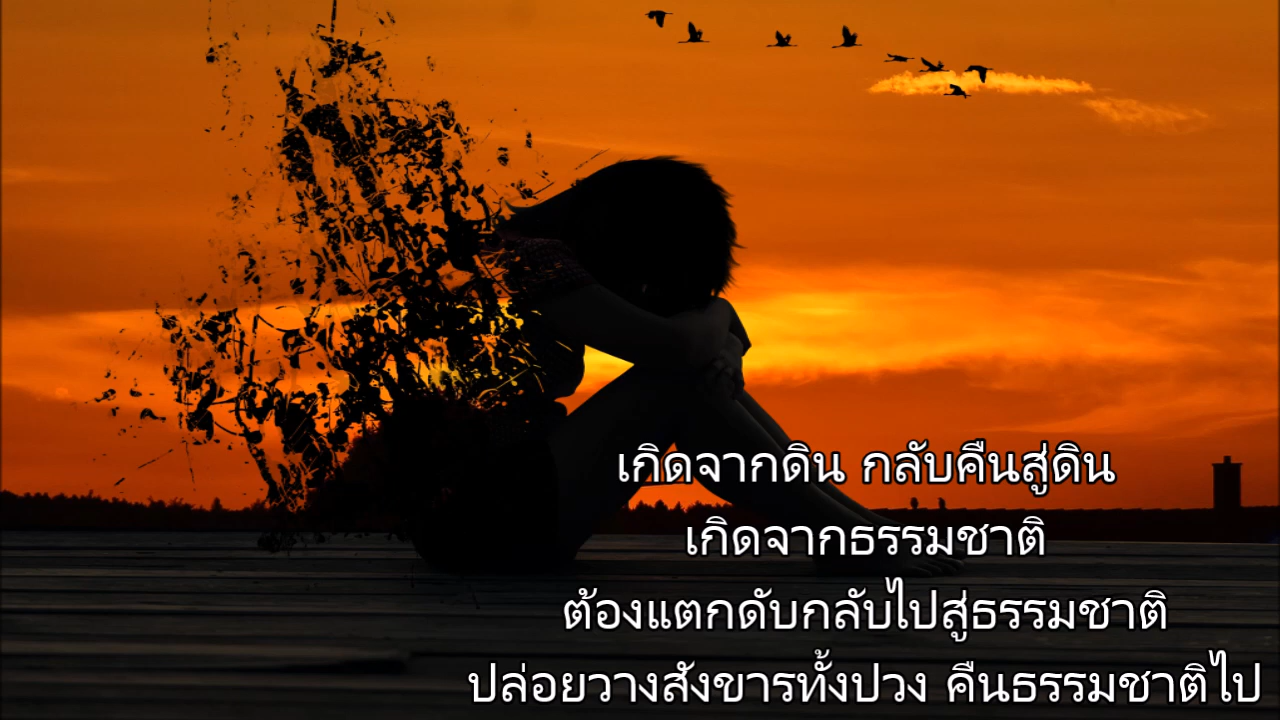 เกิดจากดิน กลับคืนสู่ดิน
เกิดจากธรรมชาติ
ต้องแตกดับกลับไปสู่ธรรมชาติ
ปล่อยวางสังขารทั้งปวง คืนธรรมชาติไป